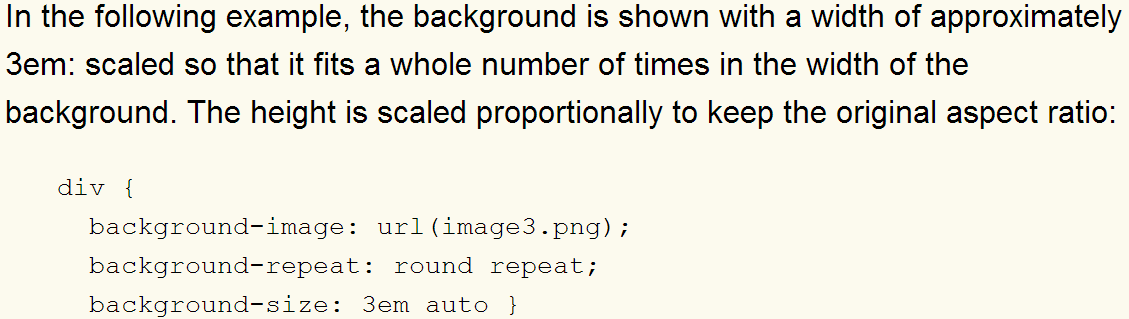 In the following example, the background is shown with a width of approximately
3em: scaled so that it fits a whole number of times in the width of the
background. The height is scaled proportionally to keep the original aspect ratio:
div {
  background-image: url(image3.png);
  background-repeat: round repeat;
  background-size: 3em auto }